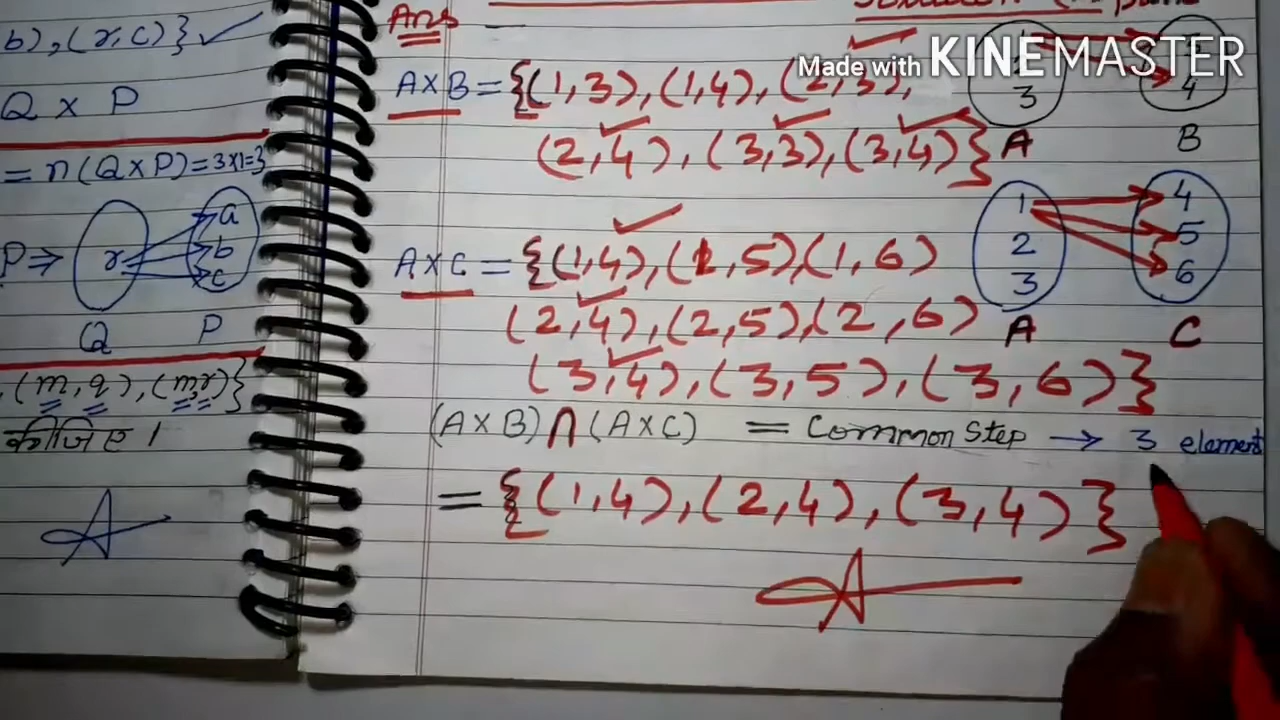 b),(r,c)}✓
Q × P
= n(Q×P)=3×1=3
P⇒ r a
b
c
Q P
,(m,q),(m,r)}
कीजिए।
Ans
Made with KINEMASTER
A×B={(1,3),(1,4),(2,3),
(2,4),(3,3),(3,4)}
3 4
A B
A×C={(1,4),(1,5),(1,6)
(2,4),(2,5),(2,6)
(3,4),(3,5),(3,6)}
1 4
2 5
3 6
A C
(A×B)∩(A×C) = Common Step → 3 element
={(1,4),(2,4),(3,4)}